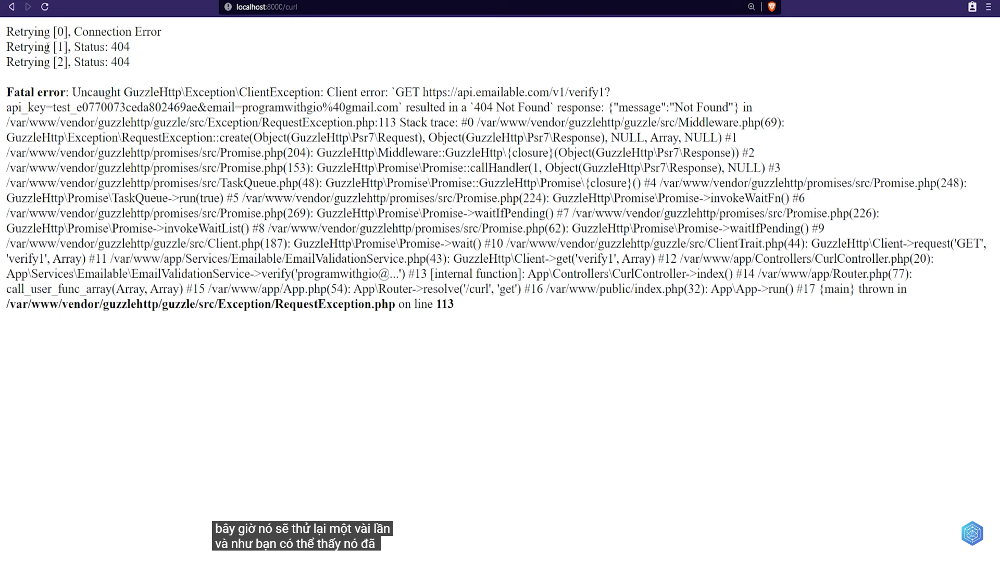 localhost:8000/curl
Retrying [0], Connection Error
Retrying [1], Status: 404
Retrying [2], Status: 404
Fatal error: Uncaught GuzzleHttp\Exception\ClientException: Client error: `GET https://api.emailable.com/v1/verify1?
api_key=test_e0770073ceda802469ae&email=programwithgio%40gmail.com` resulted in a `404 Not Found` response: {"message":"Not Found"} in
/var/www/vendor/guzzlehttp/guzzle/src/Exception/RequestException.php:113 Stack trace: #0 /var/www/vendor/guzzlehttp/guzzle/src/Middleware.php(69):
GuzzleHttp\Exception\RequestException::create(Object(GuzzleHttp\Psr7\Request), Object(GuzzleHttp\Psr7\Response), NULL, Array, NULL) #1
/var/www/vendor/guzzlehttp/promises/src/Promise.php(204): GuzzleHttp\Middleware::GuzzleHttp\{closure}(Object(GuzzleHttp\Psr7\Response)) #2
/var/www/vendor/guzzlehttp/promises/src/Promise.php(153): GuzzleHttp\Promise\Promise::callHandler(1, Object(GuzzleHttp\Psr7\Response), NULL) #3
/var/www/vendor/guzzlehttp/promises/src/TaskQueue.php(48): GuzzleHttp\Promise\Promise::GuzzleHttp\Promise\{closure}() #4 /var/www/vendor/guzzlehttp/promises/src/Promise.php(248):
GuzzleHttp\Promise\TaskQueue->run(true) #5 /var/www/vendor/guzzlehttp/promises/src/Promise.php(224): GuzzleHttp\Promise\Promise->invokeWaitFn() #6
/var/www/vendor/guzzlehttp/promises/src/Promise.php(269): GuzzleHttp\Promise\Promise->waitIfPending() #7 /var/www/vendor/guzzlehttp/promises/src/Promise.php(226):
GuzzleHttp\Promise\Promise->invokeWaitList() #8 /var/www/vendor/guzzlehttp/promises/src/Promise.php(62): GuzzleHttp\Promise\Promise->waitIfPending() #9
/var/www/vendor/guzzlehttp/guzzle/src/Client.php(187): GuzzleHttp\Promise\Promise->wait() #10 /var/www/vendor/guzzlehttp/guzzle/src/ClientTrait.php(44): GuzzleHttp\Client->request('GET',
'verify1', Array) #11 /var/www/app/Services/Emailable/EmailValidationService.php(43): GuzzleHttp\Client->get('verify1', Array) #12 /var/www/app/Controllers/CurlController.php(20):
App\Services\Emailable\EmailValidationService->verify('programwithgio@...') #13 [internal function]: App\Controllers\CurlController->index() #14 /var/www/app/Router.php(77):
call_user_func_array(Array, Array) #15 /var/www/app/App.php(54): App\Router->resolve('/curl', 'get') #16 /var/www/public/index.php(32): App\App->run() #17 {main} thrown in
/var/www/vendor/guzzlehttp/guzzle/src/Exception/RequestException.php on line 113
bây giờ nó sẽ thử lại một vài lần
và như bạn có thể thấy nó đã